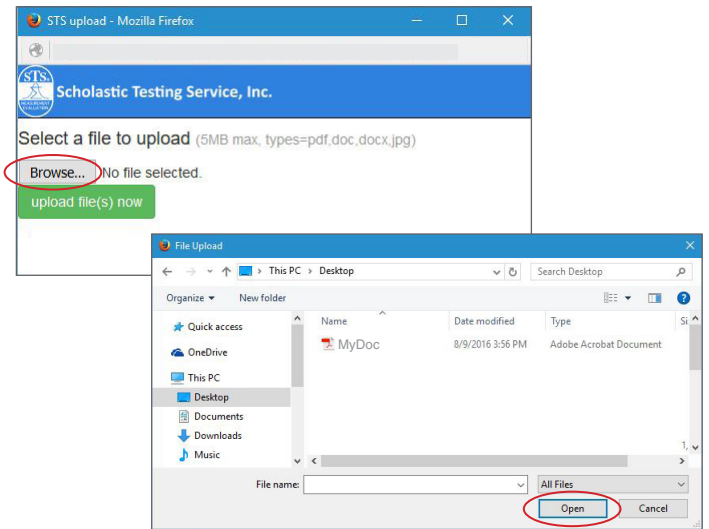 STS upload - Mozilla Firefox
STS.
Scholastic Testing Service, Inc.
Select a file to upload (5MB max, types=pdf,doc,docx,jpg)
Browse... No file selected.
upload file(s) now
File Upload
This PC > Desktop
Search Desktop
Organize
New folder
Name Date modified Type Si
Quick access
MyDoc 8/9/2016 3:56 PM Adobe Acrobat Document
OneDrive
This PC
Desktop
Documents
Downloads
Music
1,
File name:
All Files
Open Cancel